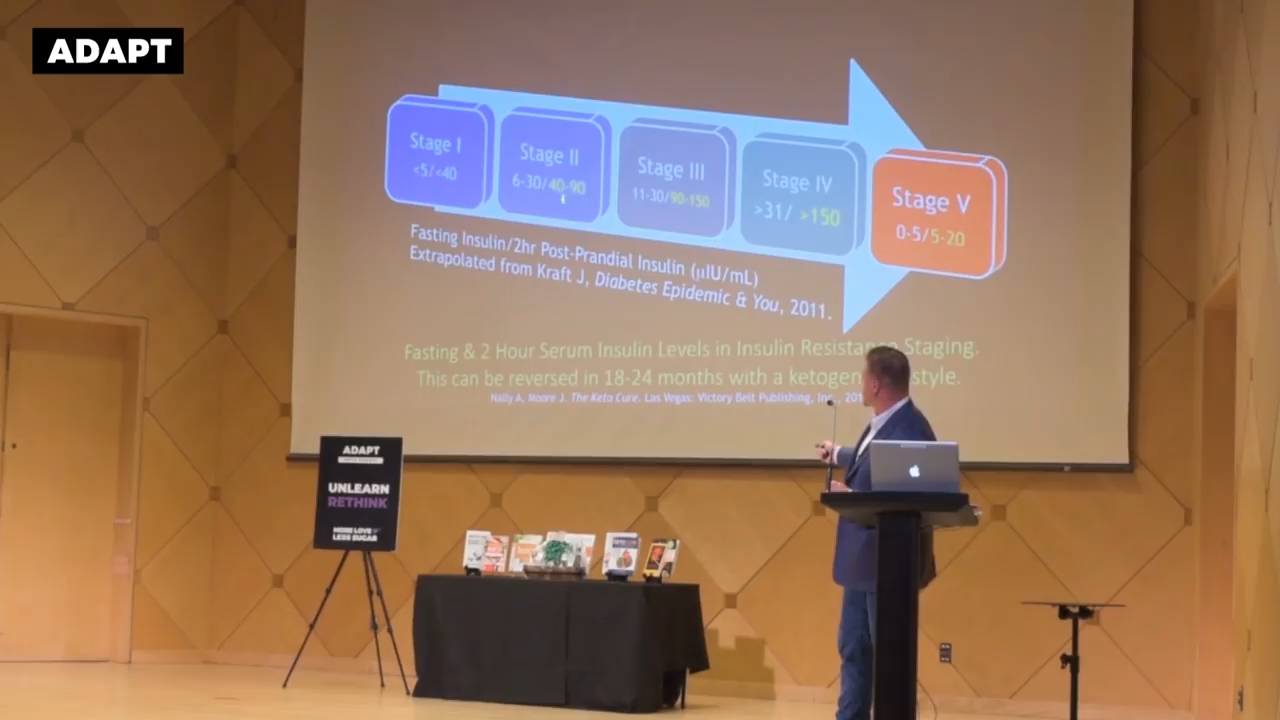 ADAPT
Stage I
<5/<40
Stage II
6-30/40-90
Stage III
11-30/90-150
Stage IV
>31/ >150
Stage V
0-5/5-20
Fasting Insulin/2hr Post-Prandial Insulin (µIU/mL)
Extrapolated from Kraft J, Diabetes Epidemic & You, 2011.
Fasting & 2 Hour Serum Insulin Levels in Insulin Resistance Staging.
This can be reversed in 18-24 months with a ketogen style.
Nally A, Moore J. The Keto Cure. Las Vegas: Victory Belt Publishing, Inc., 201
ADAPT
UNLEARN
RETHINK
MORE LOVE
LESS SUGAR